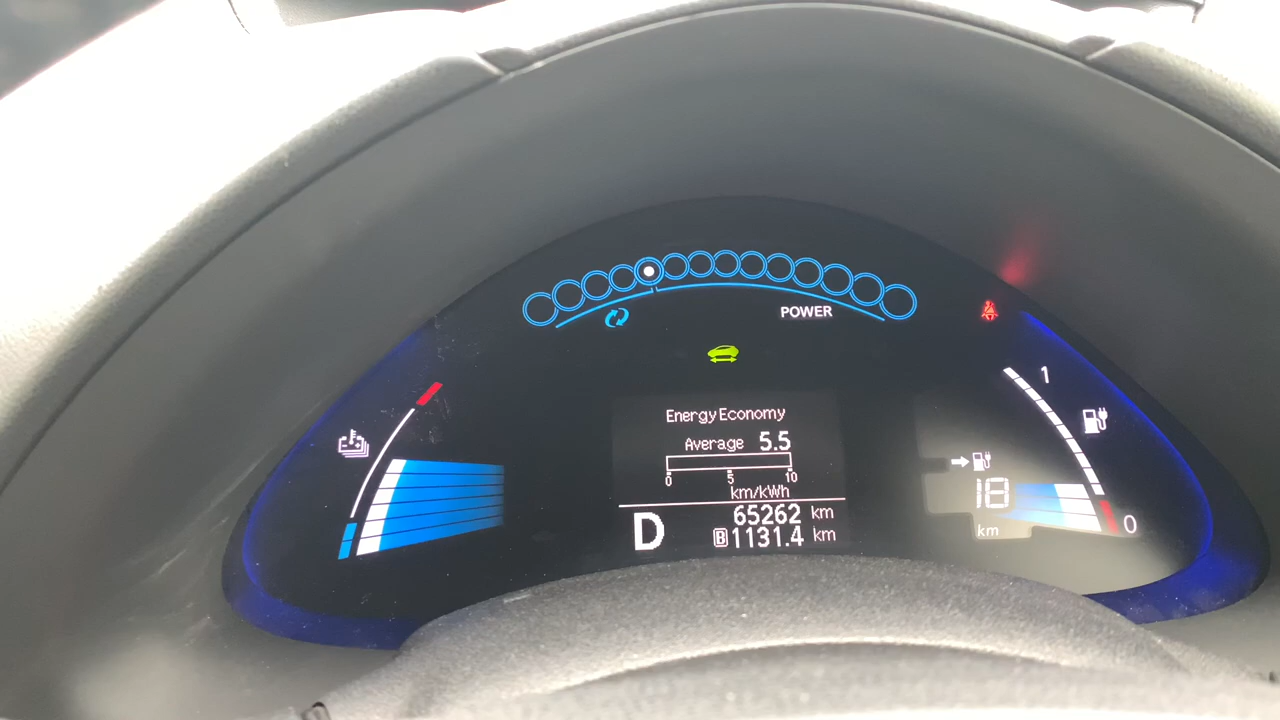 POWER
1
Energy Economy
Average 5.5
0 5 10
km/kWh
D
65262 km
B 1131.4 km
18
km
0